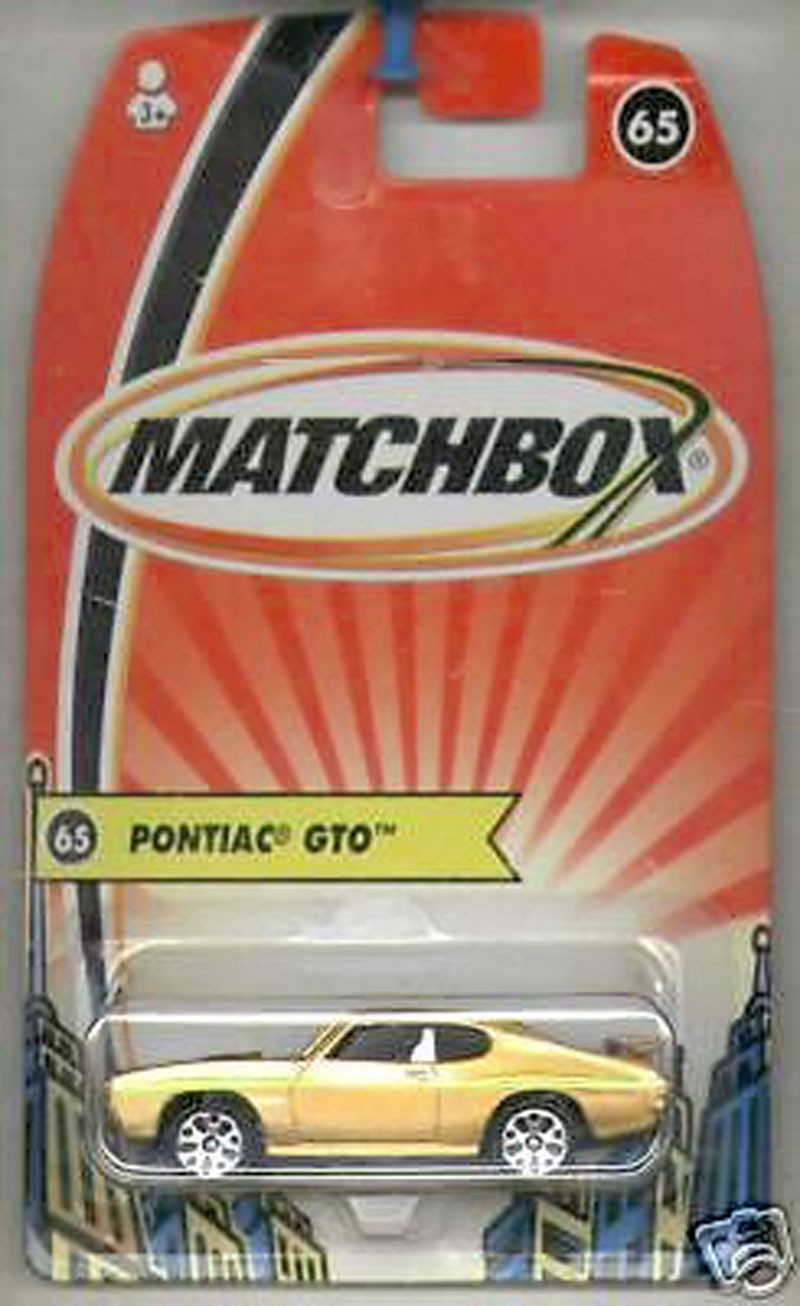 3+
65
MATCHBOX®
65 PONTIAC® GTO™